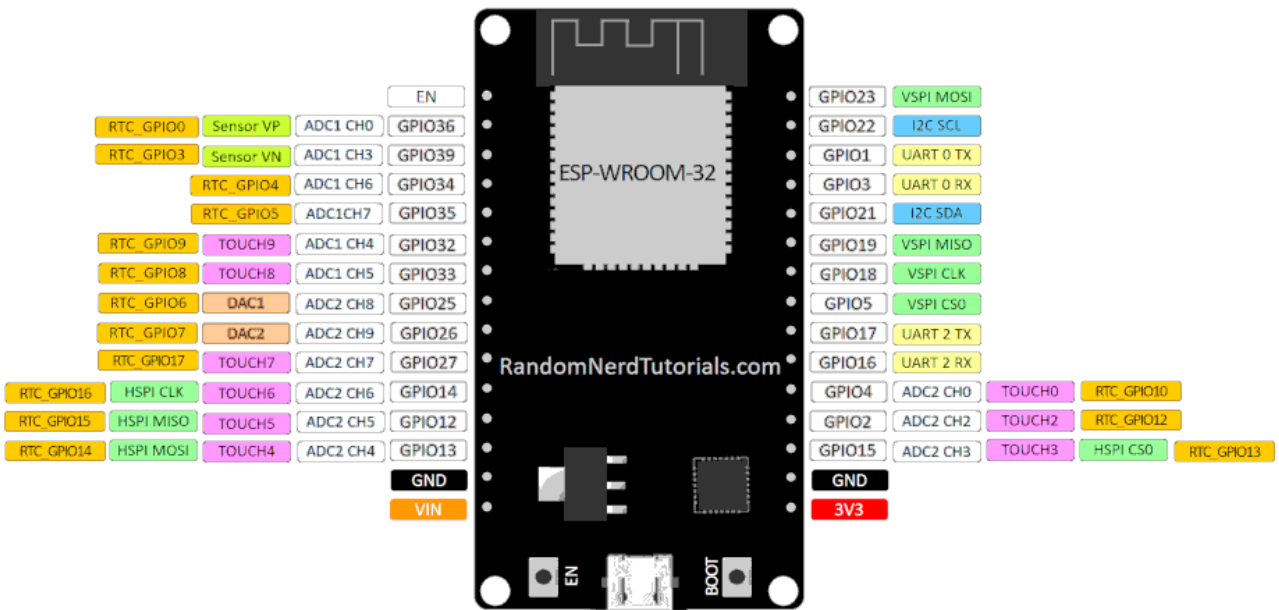 EN GPIO23 VSPI MOSI
RTC_GPIO0 Sensor VP ADC1 CH0 GPIO36 GPIO22 I2C SCL
RTC_GPIO3 Sensor VN ADC1 CH3 GPIO39 GPIO1 UART 0 TX
ESP-WROOM-32
RTC_GPIO4 ADC1 CH6 GPIO34 GPIO3 UART 0 RX
RTC_GPIO5 ADC1CH7 GPIO35 GPIO21 I2C SDA
RTC_GPIO9 TOUCH9 ADC1 CH4 GPIO32 GPIO19 VSPI MISO
RTC_GPIO8 TOUCH8 ADC1 CH5 GPIO33 GPIO18 VSPI CLK
RTC_GPIO6 DAC1 ADC2 CH8 GPIO25 GPIO5 VSPI CS0
RTC_GPIO7 DAC2 ADC2 CH9 GPIO26 GPIO17 UART 2 TX
RTC_GPIO17 TOUCH7 ADC2 CH7 GPIO27 RandomNerdTutorials.com GPIO16 UART 2 RX
RTC_GPIO16 HSPI CLK TOUCH6 ADC2 CH6 GPIO14 GPIO4 ADC2 CH0 TOUCH0 RTC_GPIO10
RTC_GPIO15 HSPI MISO TOUCH5 ADC2 CH5 GPIO12 GPIO2 ADC2 CH2 TOUCH2 RTC_GPIO12
RTC_GPIO14 HSPI MOSI TOUCH4 ADC2 CH4 GPIO13 GPIO15 ADC2 CH3 TOUCH3 HSPI CS0 RTC_GPIO13
GND GND
VIN 3V3
EN BOOT